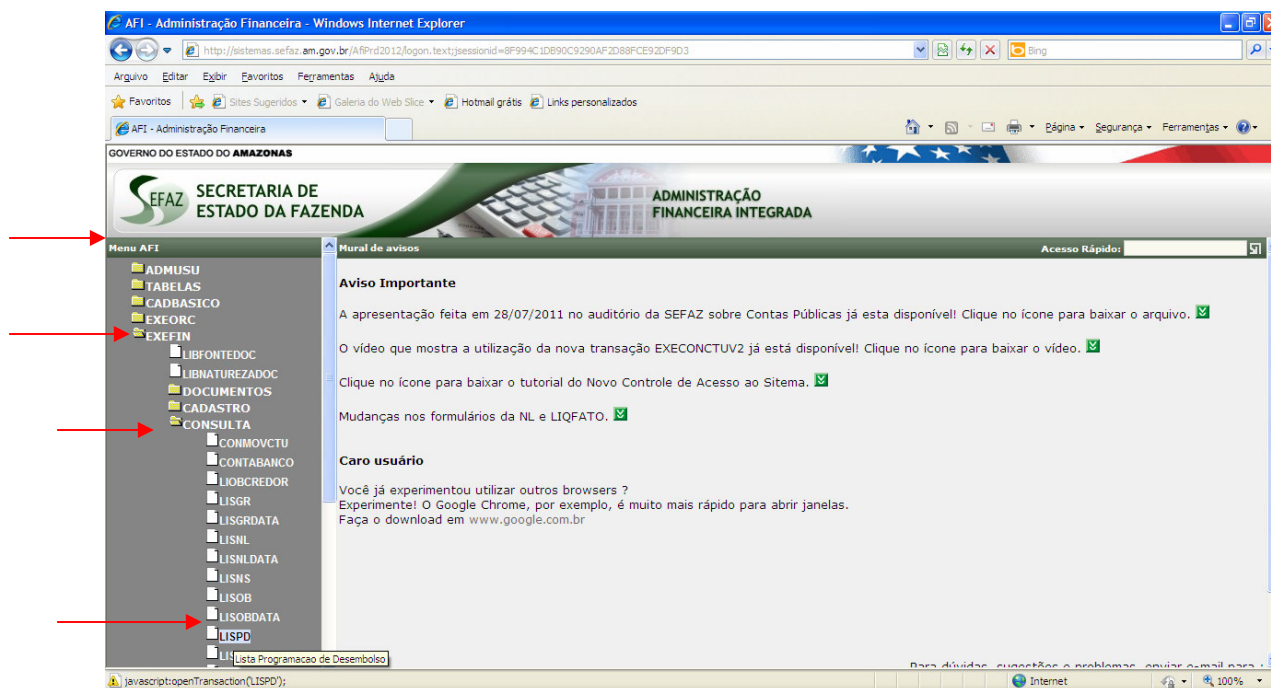 AFI - Administração Financeira - Windows Internet Explorer
http://sistemas.sefaz.am.gov.br/AfiPrd2012/logon.text;jsessionid=8F994C1DB90C9290AF2D88FCE92DF9D3
Bing
Arquivo Editar Exibir Favoritos Ferramentas Ajuda
Favoritos Sites Sugeridos Galeria do Web Slice Hotmail grátis Links personalizados
AFI - Administração Financeira
Página Segurança Ferramentas
GOVERNO DO ESTADO DO AMAZONAS
SEFAZ SECRETARIA DE
ESTADO DA FAZENDA
ADMINISTRAÇÃO
FINANCEIRA INTEGRADA
Menu AFI
Mural de avisos
Acesso Rápido:
ADMUSU
TABELAS
CADBASICO
EXEORC
EXEFIN
LIBFONTEDOC
LIBNATUREZADOC
DOCUMENTOS
CADASTRO
CONSULTA
CONMOVCTU
CONTABANCO
LIOBCREDOR
LISGR
LISGRDATA
LISNL
LISNLDATA
LISNS
LISOB
LISOBDATA
LISPD
Lista Programacao de Desembolso
Aviso Importante
A apresentação feita em 28/07/2011 no auditório da SEFAZ sobre Contas Públicas já esta disponível! Clique no ícone para baixar o arquivo.
O vídeo que mostra a utilização da nova transação EXECONCTUV2 já está disponível! Clique no ícone para baixar o vídeo.
Clique no ícone para baixar o tutorial do Novo Controle de Acesso ao Sitema.
Mudanças nos formulários da NL e LIQFATO.
Caro usuário
Você já experimentou utilizar outros browsers ?
Experimente! O Google Chrome, por exemplo, é muito mais rápido para abrir janelas.
Faça o download em www.google.com.br
Para dúvidas, sugestões e problemas, enviar e-mail para :
javascript:openTransaction('LISPD');
Internet
100%